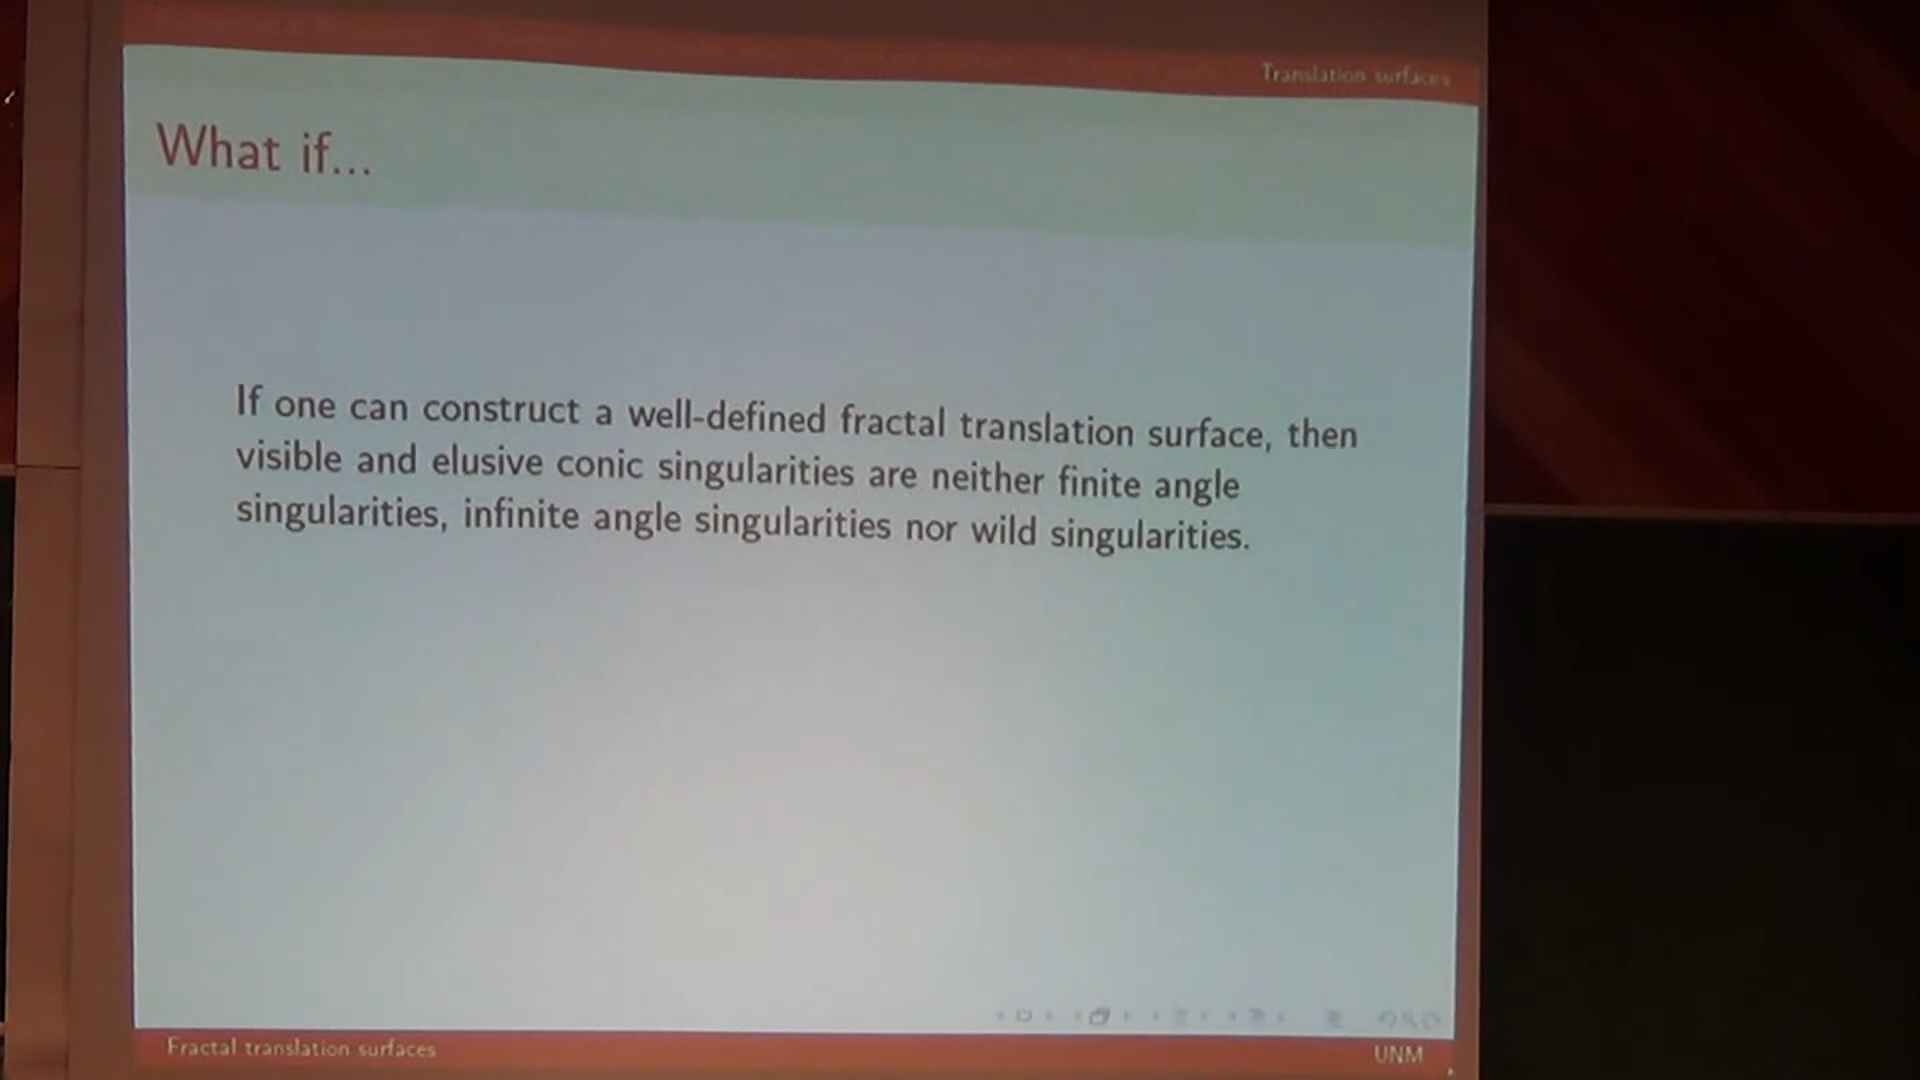 Translation surfaces
What if...
If one can construct a well-defined fractal translation surface, then
visible and elusive conic singularities are neither finite angle
singularities, infinite angle singularities nor wild singularities.
Fractal translation surfaces
UNM